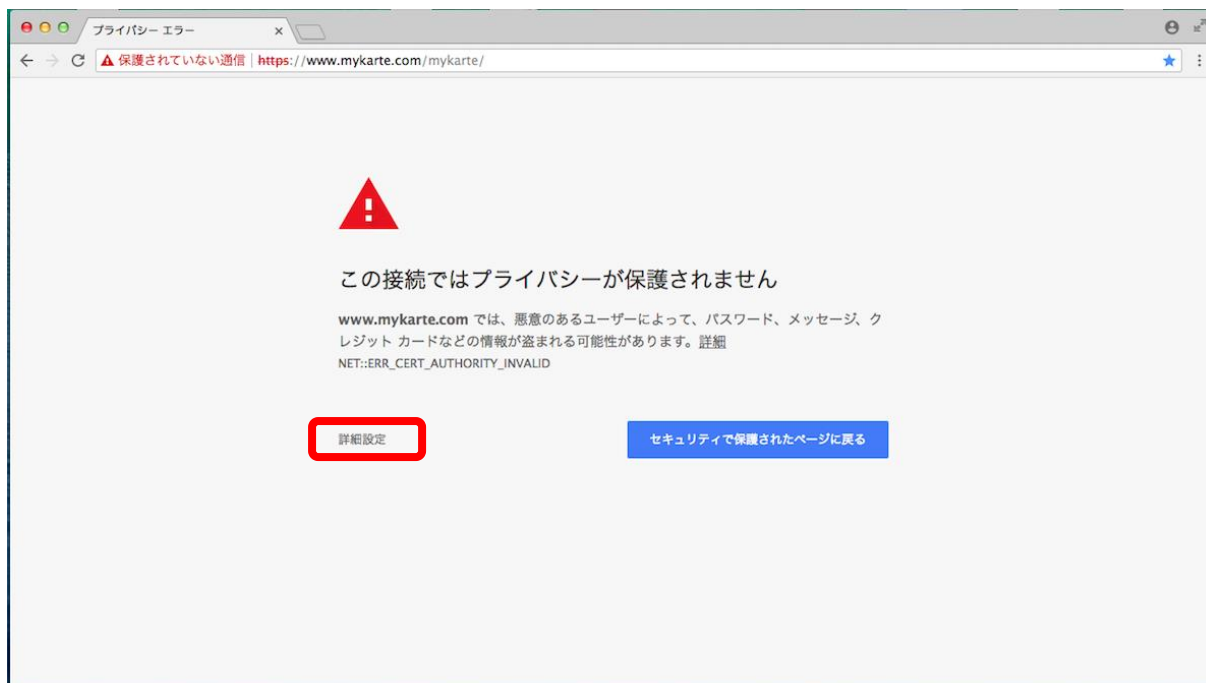 プライバシー エラー
保護されていない通信 | https://www.mykarte.com/mykarte/
この接続ではプライバシーが保護されません
www.mykarte.com では、悪意のあるユーザーによって、パスワード、メッセージ、ク
レジット カードなどの情報が盗まれる可能性があります。詳細
NET::ERR_CERT_AUTHORITY_INVALID
詳細設定
セキュリティで保護されたページに戻る